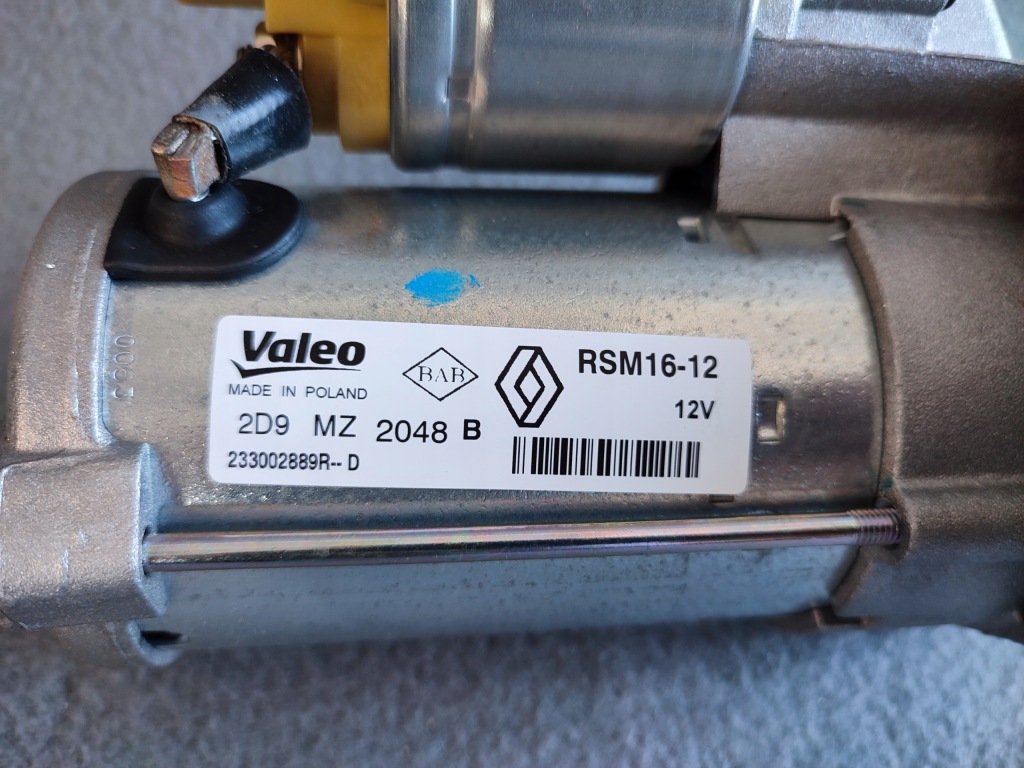 Valeo
MADE IN POLAND
BAB
RSM16-12
12V
2D9 MZ 2048 B
233002889R-- D